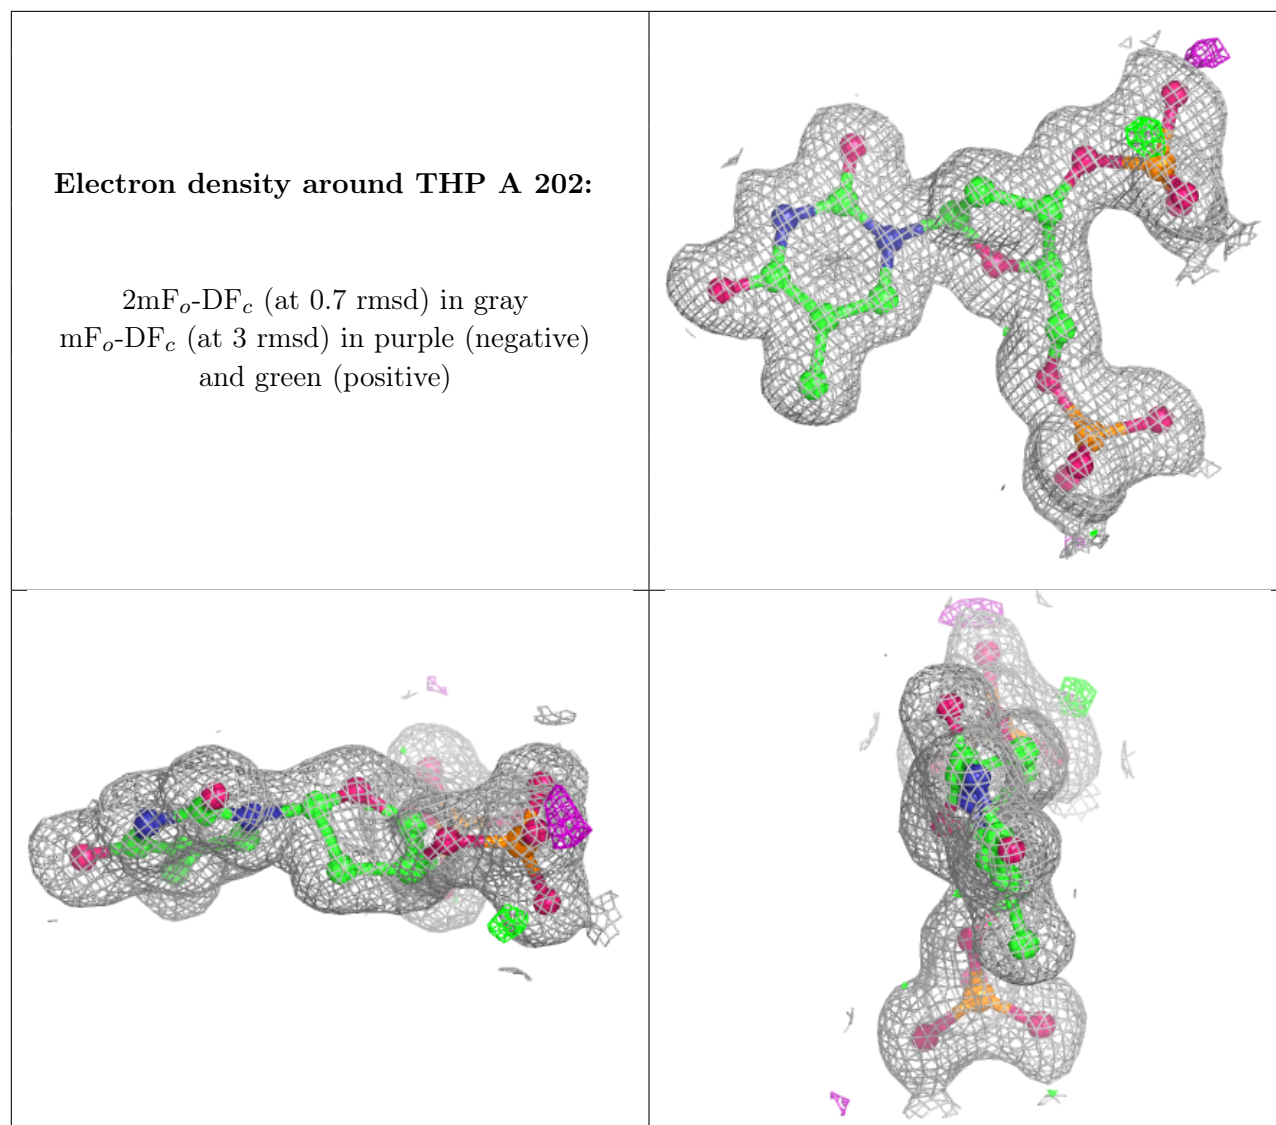 Electron density around THP A 202:
2mFo-DFc (at 0.7 rmsd) in gray
mFo-DFc (at 3 rmsd) in purple (negative)
and green (positive)